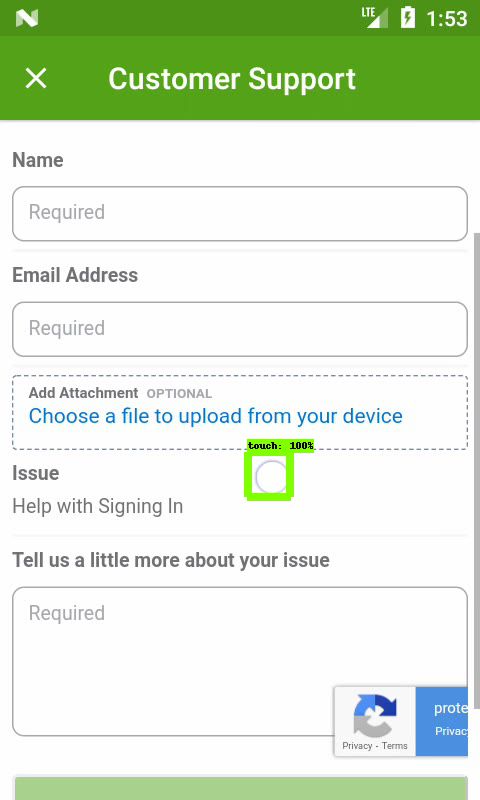 LTE 1:53
Customer Support
Name
Required
Email Address
Required
Add Attachment OPTIONAL
Choose a file to upload from your device
touch: 100%
Issue
Help with Signing In
Tell us a little more about your issue
Required
prote
Privac
Privacy - Terms